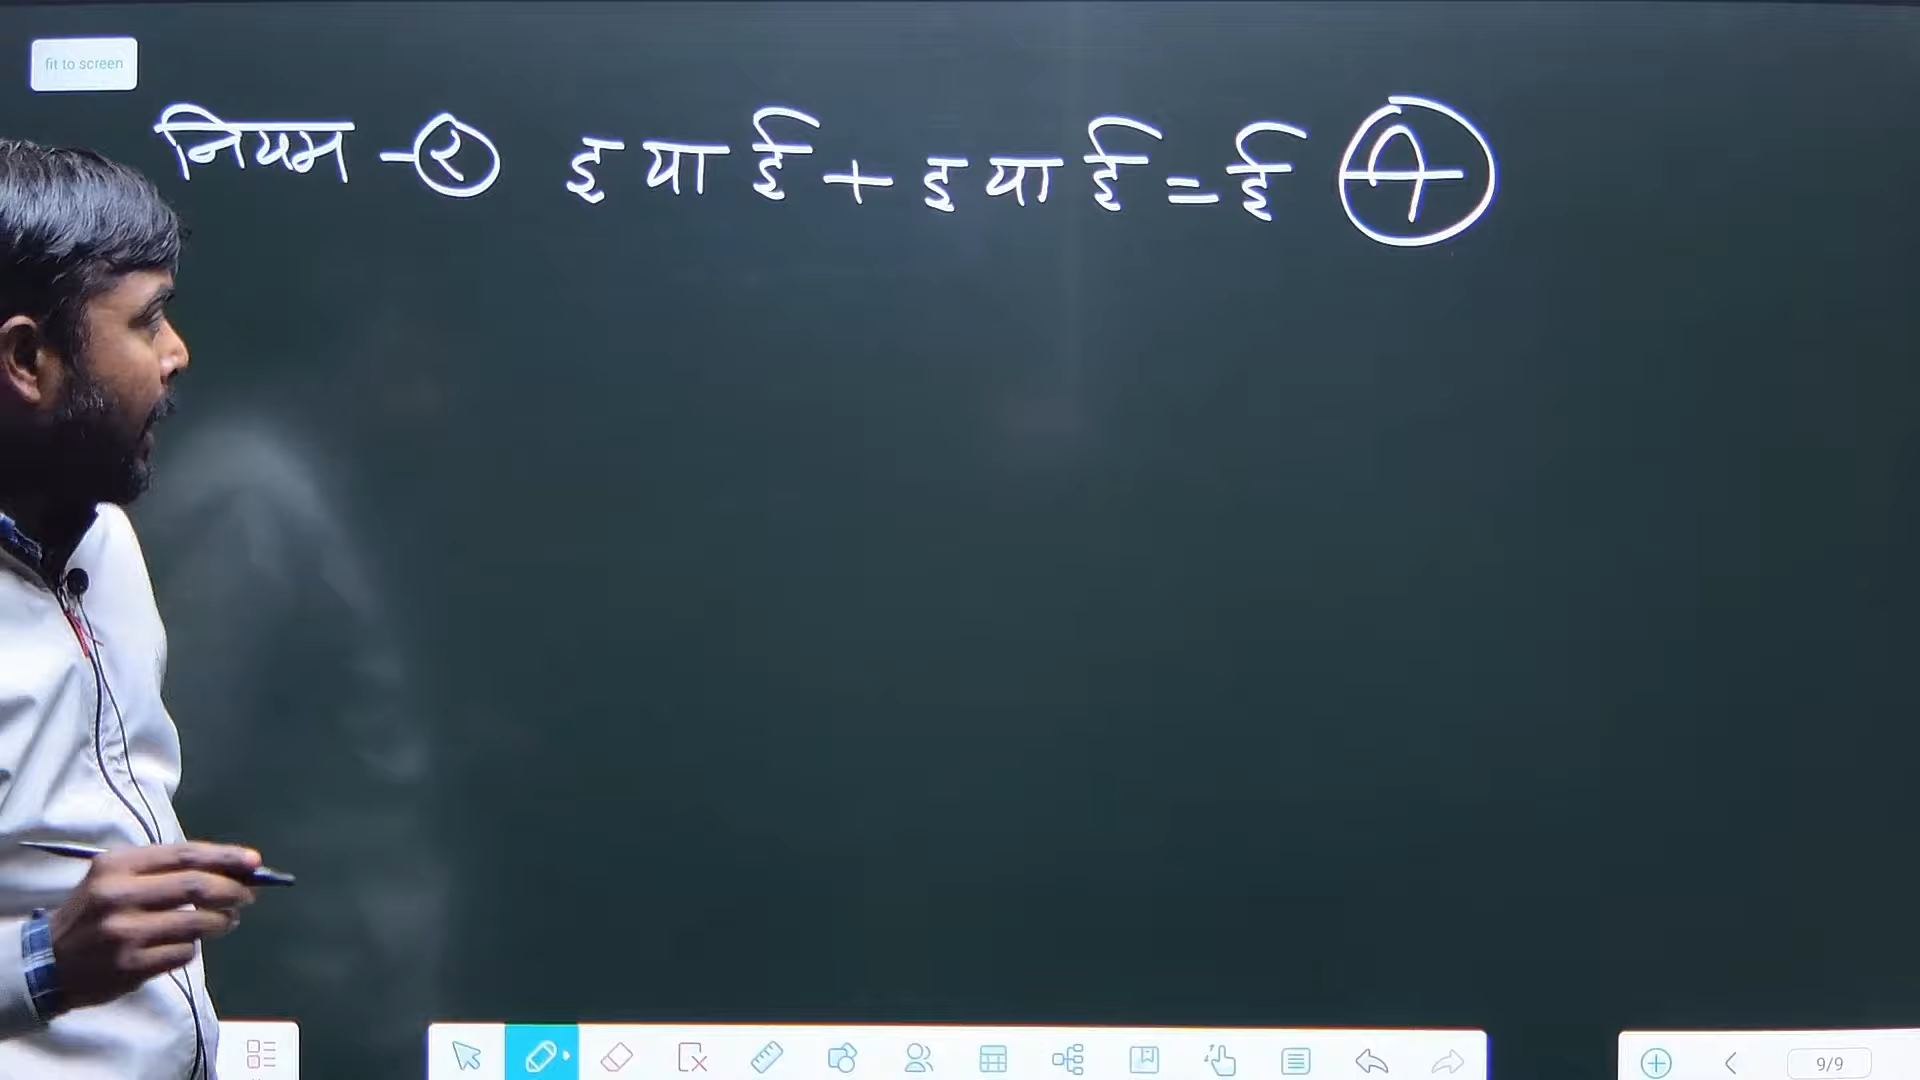 fit to screen
नियम -२ इ या ई + इ या ई = ई ी
9/9